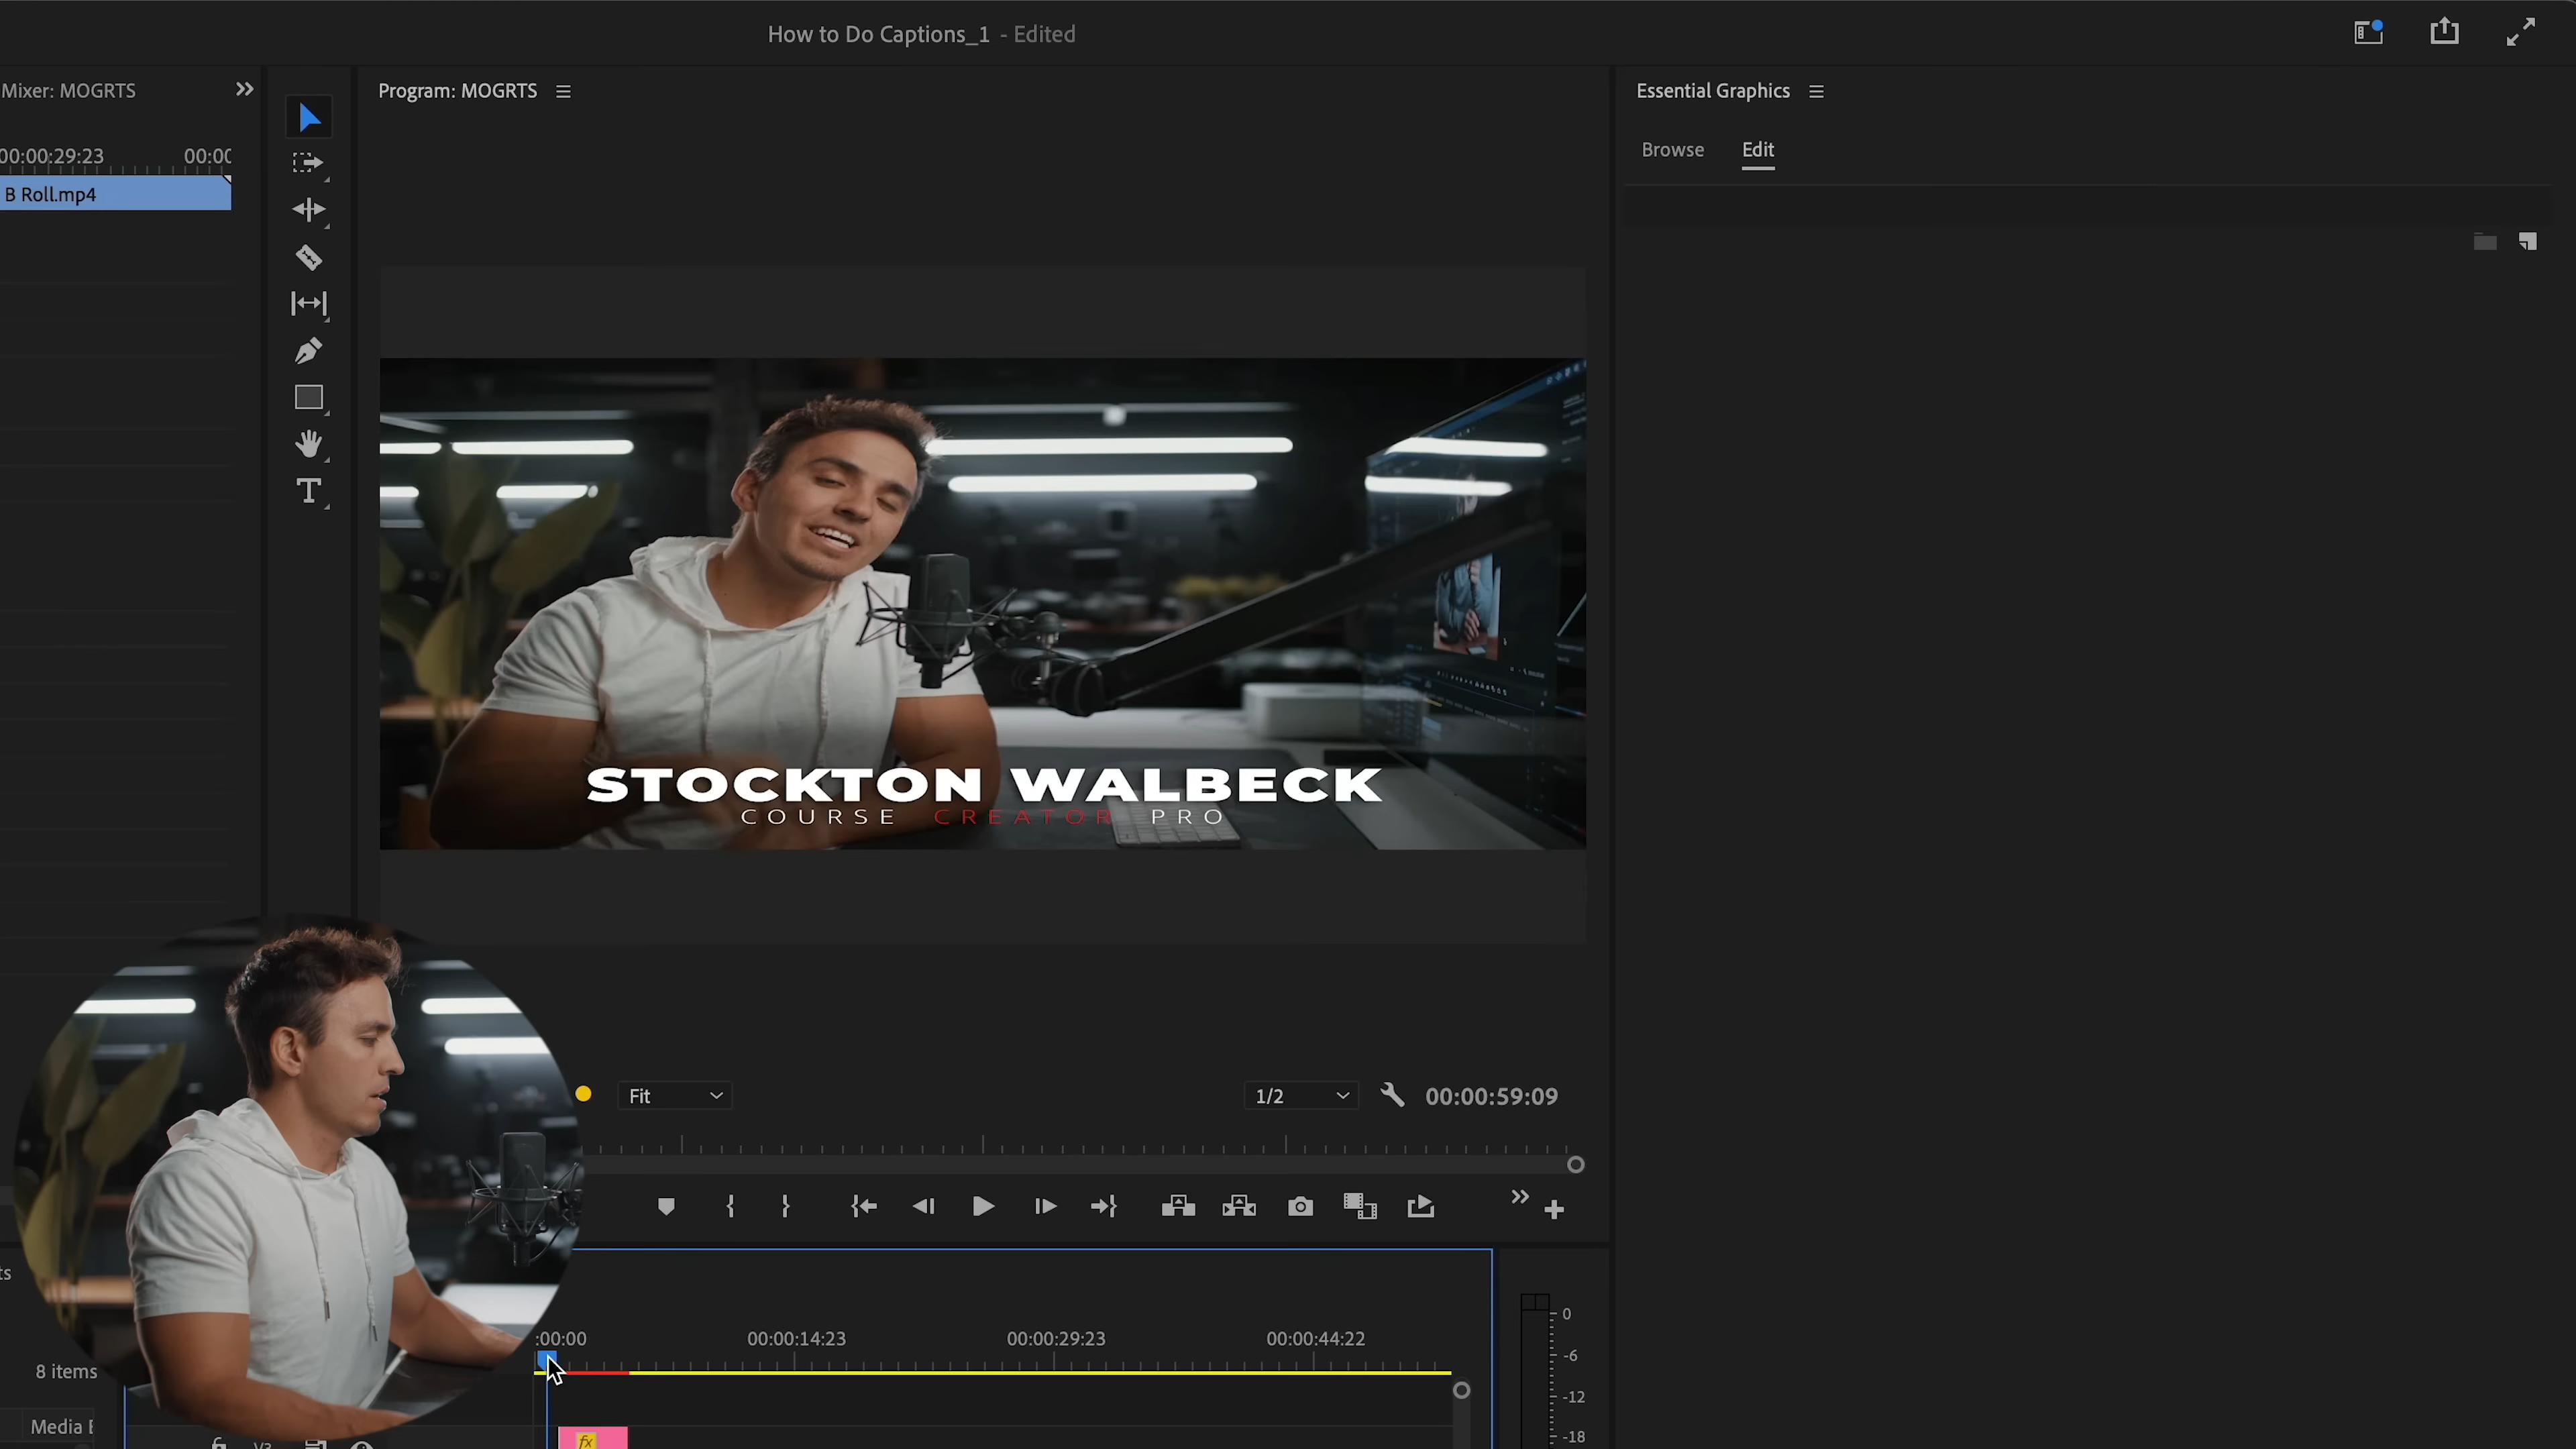 How to Do Captions_1 - Edited
Mixer: MOGRTS
Program: MOGRTS
Essential Graphics
Browse
Edit
00:00:29:23
B Roll.mp4
STOCKTON WALBECK
COURSE CREATOR PRO
Fit
1/2
00:00:59:09
:00:00
00:00:14:23
00:00:29:23
00:00:44:22
8 items
Media
fx
V3
0
-6
-12
-18